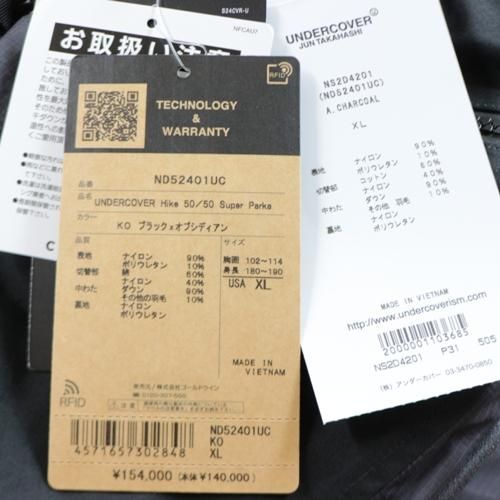 S24CVR-U
NFCAU7
お取扱い注意
RFID
TECHNOLOGY
&
WARRANTY
品番 ND52401UC
品名 UNDERCOVER Hike 50/50 Super Parka
カラー
KO ブラック×オブシディアン
品質
表地 ナイロン 90%
ポリウレタン 10%
切替部 綿 60%
ナイロン 40%
中わた ダウン 90%
その他の羽毛 10%
裏地 ナイロン
ポリウレタン
サイズ
胸囲 102~114
身長 180~190
USA XL
MADE IN
VIETNAM
RFID
発売元/株式会社ゴールドウイン
0120-307-560
ND52401UC
KO
XL
4571657302848
¥154,000 (本体¥140,000)
UNDERCOVER
JUN TAKAHASHI
NS2D4201
(ND52401UC)
A.CHARCOAL
XL
表地 ナイロン 90%
ポリウレタン 10%
切替部 コットン 60%
ナイロン 40%
中わた ダウン 90%
その他 羽毛 10%
裏地 ナイロン
ポリウレタン
MADE IN VIETNAM
http://www.undercoverism.com/
2000001103685
NS2D4201 P31 505
(株) アンダーカバー 03-3470-0850